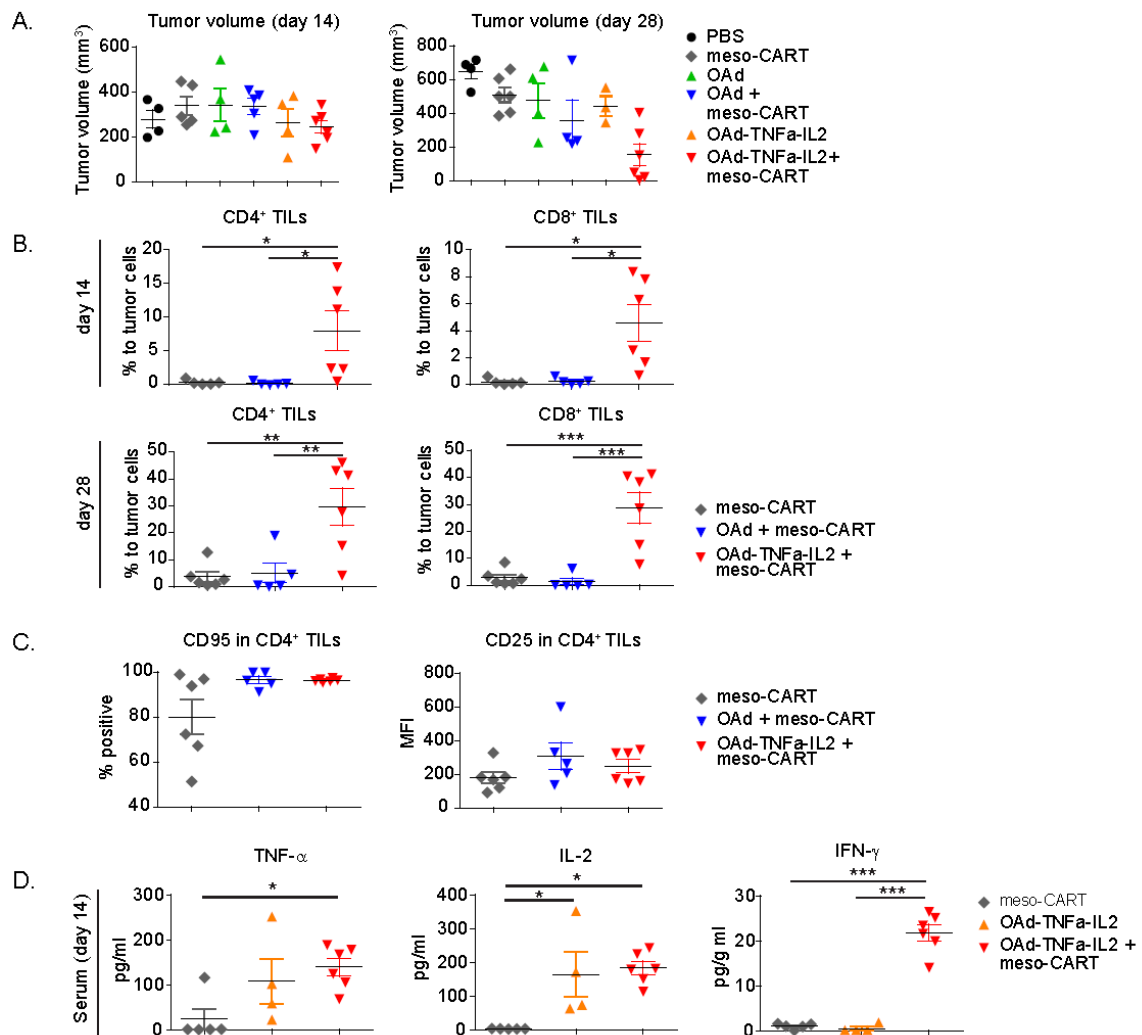 A.
Tumor volume (day 14)
Tumor volume (mm³)
600
400
200
0
Tumor volume (day 28)
Tumor volume (mm³)
800
600
400
200
0
PBS
meso-CART
OAd
OAd +
meso-CART
OAd-TNFa-IL2
OAd-TNFa-IL2+
meso-CART
B.
day 14
CD4⁺ TILs
% to tumor cells
20
15
10
5
0
*
*
CD8⁺ TILs
% to tumor cells
10
8
6
4
2
0
*
*
day 28
CD4⁺ TILs
% to tumor cells
50
40
30
20
10
0
**
**
CD8⁺ TILs
% to tumor cells
50
40
30
20
10
0
***
***
meso-CART
OAd + meso-CART
OAd-TNFa-IL2 +
meso-CART
C.
CD95 in CD4⁺ TILs
% positive
100
80
60
40
CD25 in CD4⁺ TILs
MFI
800
600
400
200
0
meso-CART
OAd + meso-CART
OAd-TNFa-IL2 +
meso-CART
D.
Serum (day 14)
TNF-α
pg/ml
300
200
100
0
*
IL-2
pg/ml
400
300
200
100
0
*
*
IFN-γ
pg/g ml
30
20
10
0
***
***
meso-CART
OAd-TNFa-IL2
OAd-TNFa-IL2 +
meso-CART